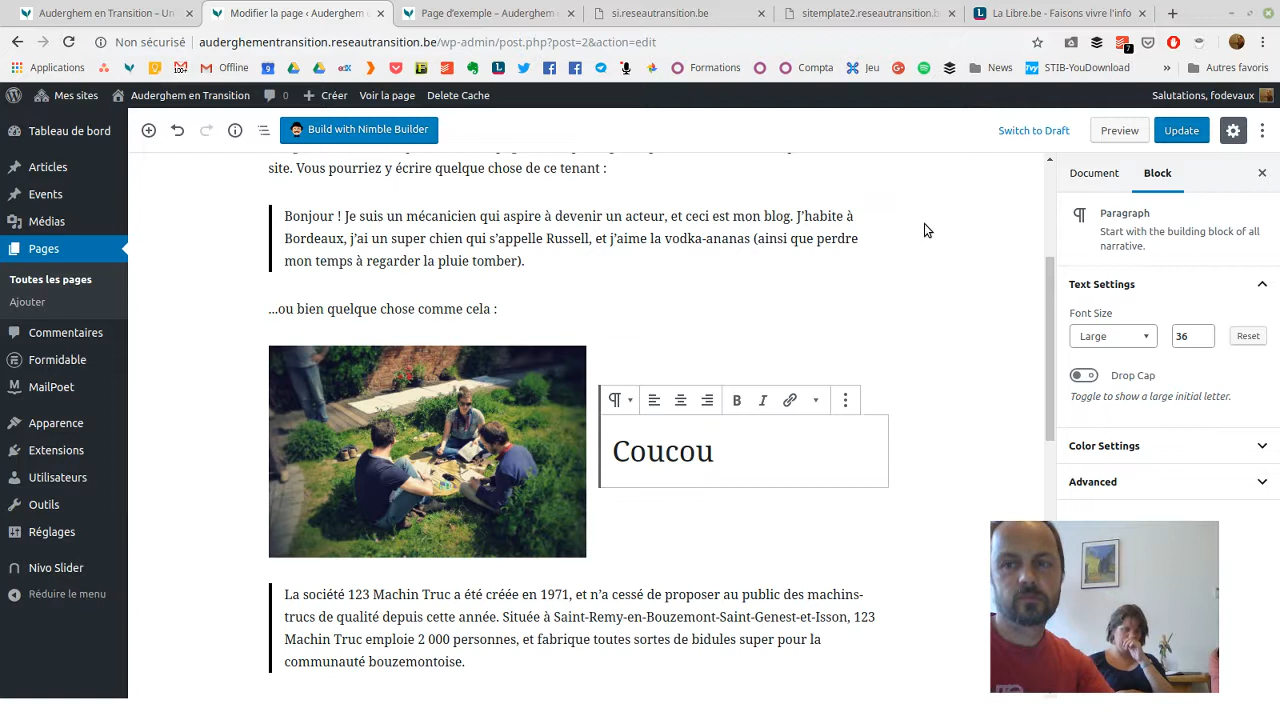 Auderghem en Transition – Un
Modifier la page ‹ Auderghem
Page d'exemple – Auderghem
si.reseautransition.be
sitemplate2.reseautransition.b
La Libre.be - Faisons vivre l'info
Non sécurisé auderghementransition.reseautransition.be/wp-admin/post.php?post=2&action=edit
7
Applications 100+ Offline 9 edX Formations Compta Jeu News STIB-YouDownload » Autres favoris
Mes sites Auderghem en Transition 0 Créer Voir la page Delete Cache Salutations, fodevaux
Tableau de bord
Articles
Events
Médias
Pages
Toutes les pages
Ajouter
Commentaires
Formidable
MailPoet
Apparence
Extensions
Utilisateurs
Outils
Réglages
Nivo Slider
Réduire le menu
Build with Nimble Builder
Switch to Draft Preview Update
site. Vous pourriez y écrire quelque chose de ce tenant :
Bonjour ! Je suis un mécanicien qui aspire à devenir un acteur, et ceci est mon blog. J'habite à
Bordeaux, j'ai un super chien qui s'appelle Russell, et j'aime la vodka-ananas (ainsi que perdre
mon temps à regarder la pluie tomber).
...ou bien quelque chose comme cela :
B I
Coucou
La société 123 Machin Truc a été créée en 1971, et n'a cessé de proposer au public des machins-
trucs de qualité depuis cette année. Située à Saint-Remy-en-Bouzemont-Saint-Genest-et-Isson, 123
Machin Truc emploie 2 000 personnes, et fabrique toutes sortes de bidules super pour la
communauté bouzemontoise.
Document Block
Paragraph
Start with the building block of all
narrative.
Text Settings
Font Size
Large 36 Reset
Drop Cap
Toggle to show a large initial letter.
Color Settings
Advanced